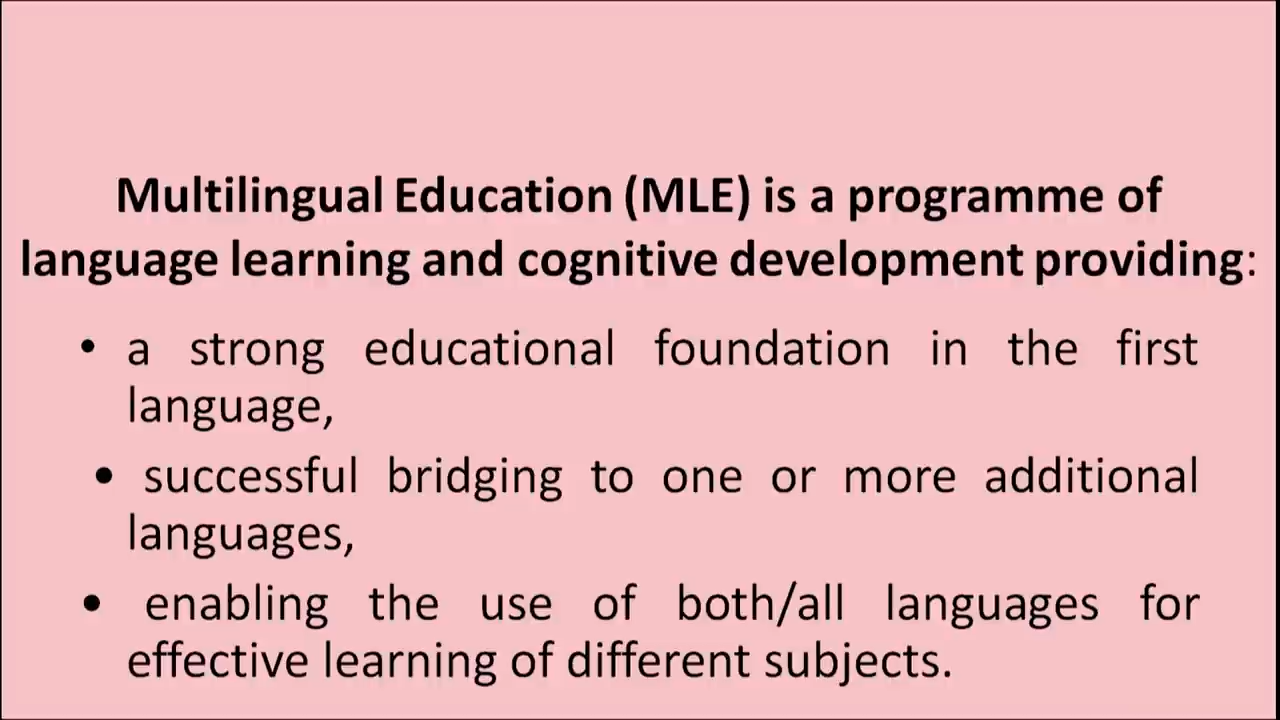 Multilingual Education (MLE) is a programme of
language learning and cognitive development providing:
• a strong educational foundation in the first
language,
• successful bridging to one or more additional
languages,
• enabling the use of both/all languages for
effective learning of different subjects.